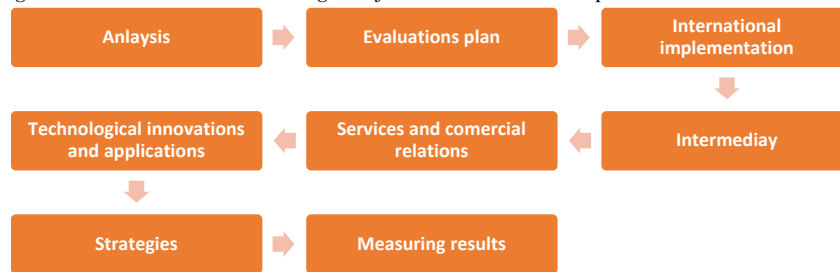 Anlaysis
Evaluations plan
International
implementation
Intermediay
Services and comercial
relations
Technological innovations
and applications
Strategies
Measuring results